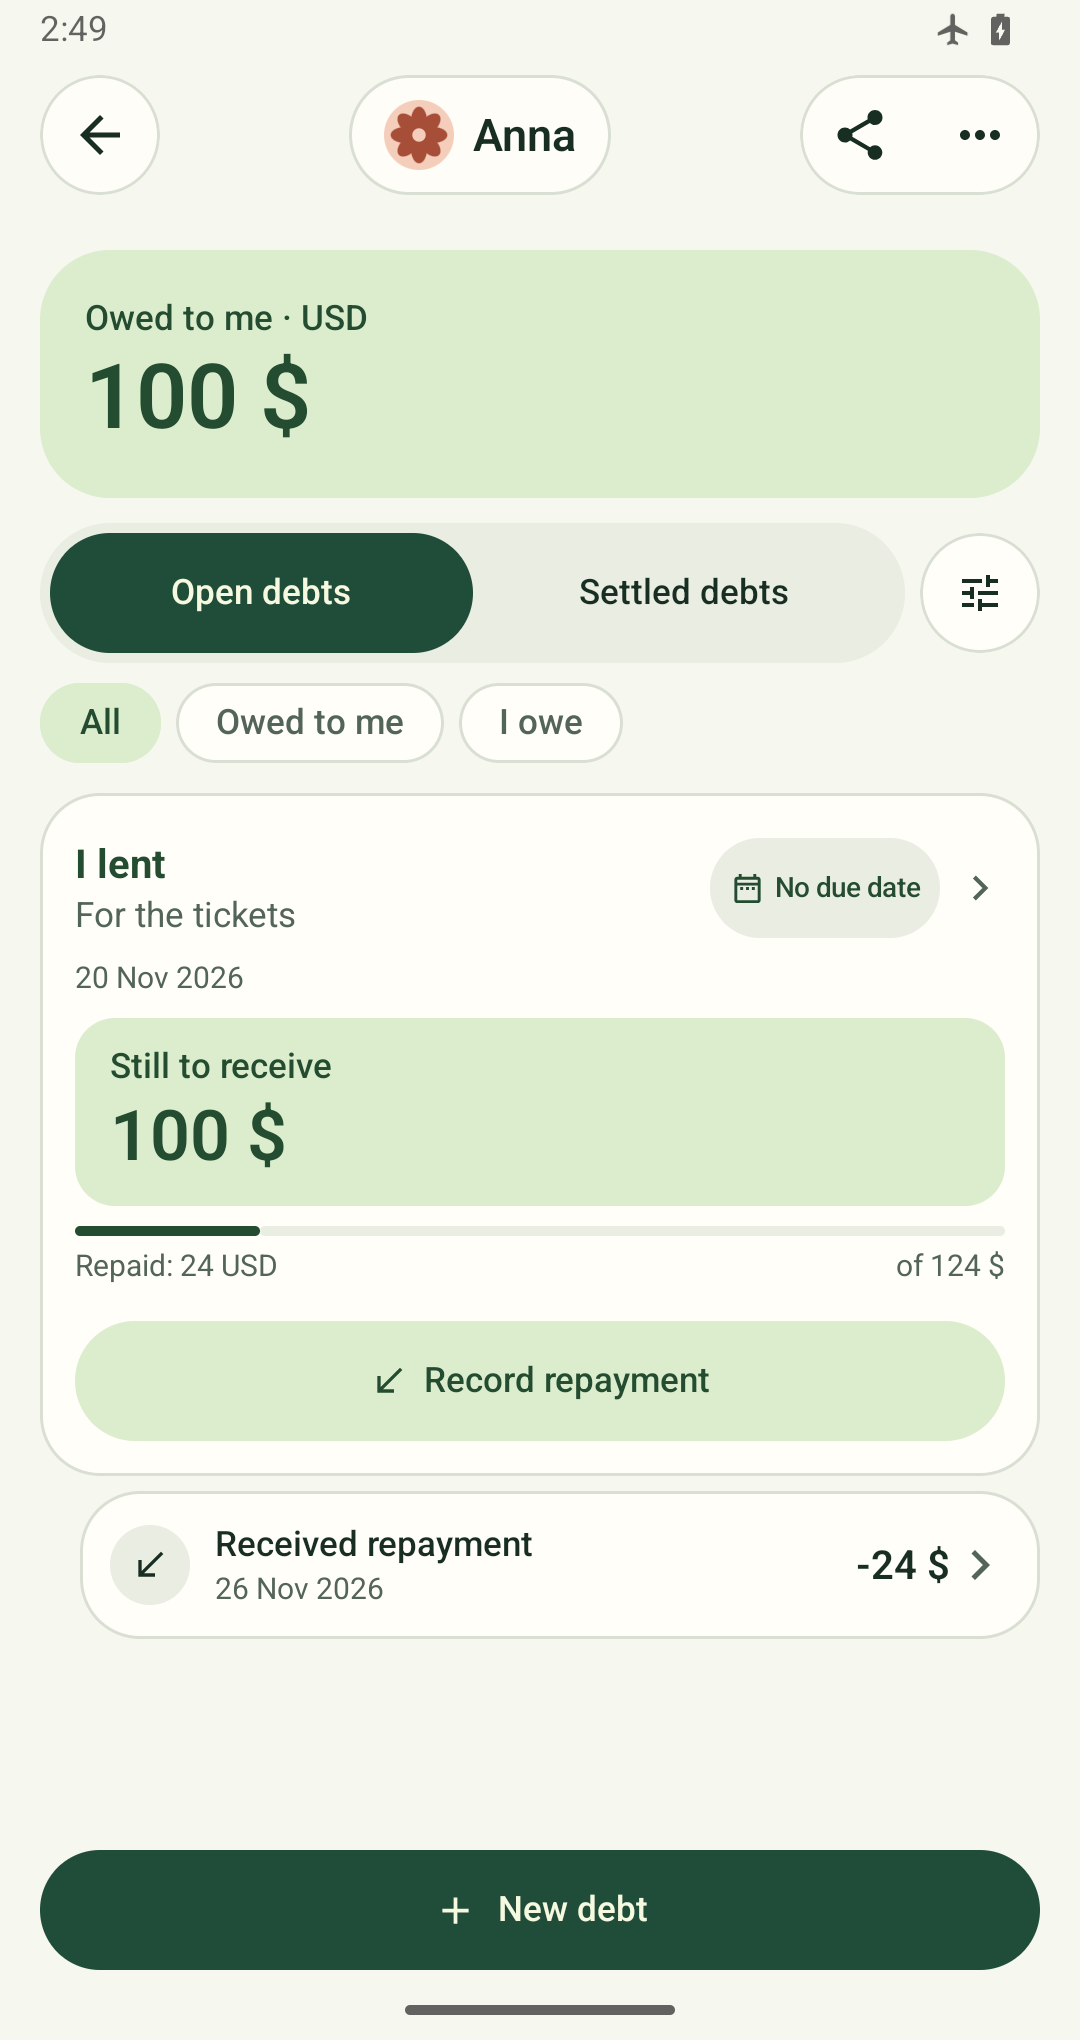 2:49
Anna
Owed to me · USD
100 $
Open debts
Settled debts
All
Owed to me
I owe
I lent
For the tickets
No due date
20 Nov 2026
Still to receive
100 $
Repaid: 24 USD
of 124 $
Record repayment
Received repayment
26 Nov 2026
-24 $
New debt